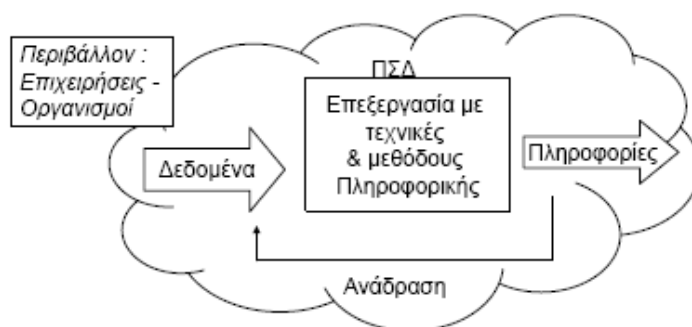 Περιβάλλον :
Επιχειρήσεις -
Οργανισμοί
ΠΣΔ
Επεξεργασία με
τεχνικές
& μεθόδους
Πληροφορικής
Δεδομένα
Πληροφορίες
Ανάδραση